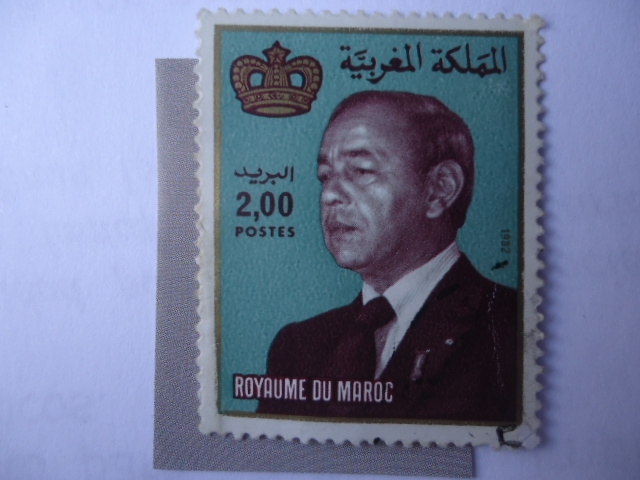 المملكة المغربية
البريد
2,00
POSTES
1982
ROYAUME DU MAROC